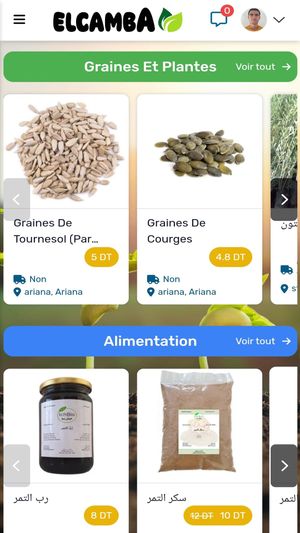 ELCAMBA
0
Graines Et Plantes
Voir tout →
Graines De
Tournesol (Par…
5 DT
Non
ariana, Ariana
Graines De
Courges
4.8 DT
Non
ariana, Ariana
Alimentation
Voir tout →
رب التمر
8 DT
سكر التمر
12 DT 10 DT